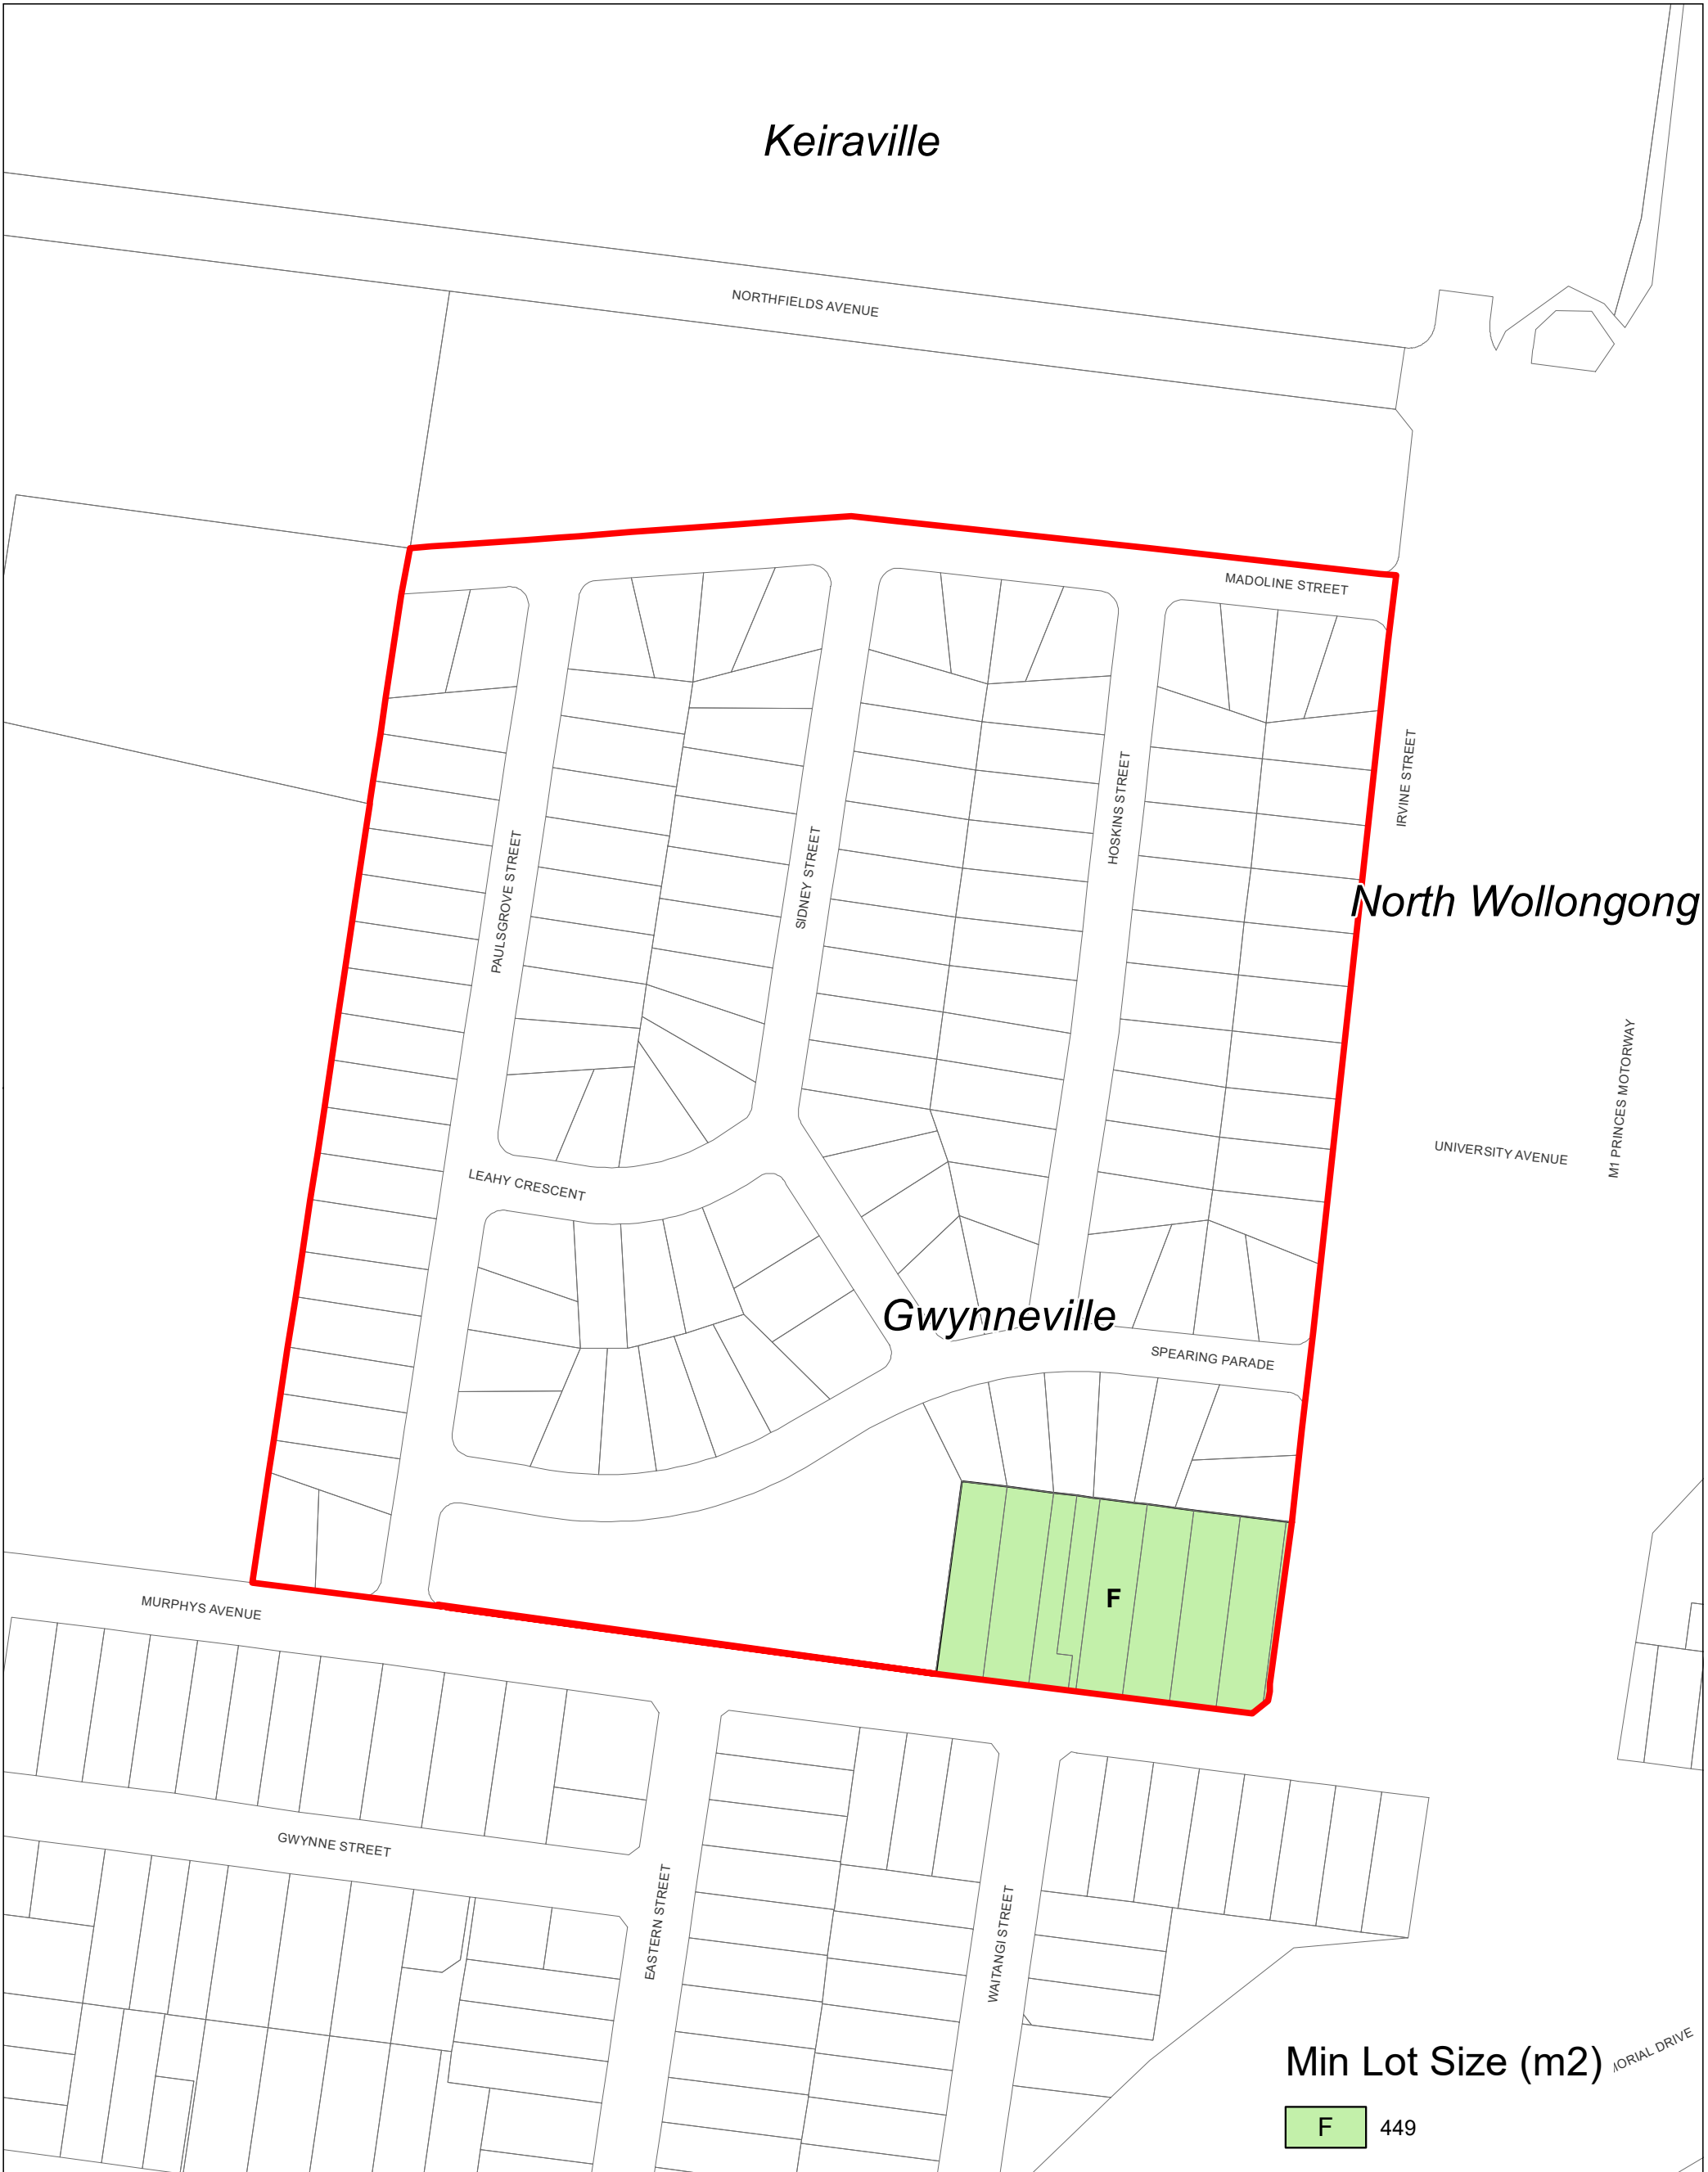 Keiraville
NORTHFIELDS AVENUE
MADOLINE STREET
IRVINE STREET
HOSKINS STREET
SIDNEY STREET
PAULSGROVE STREET
North Wollongong
M1 PRINCES MOTORWAY
UNIVERSITY AVENUE
LEAHY CRESCENT
Gwynneville
SPEARING PARADE
F
MURPHYS AVENUE
GWYNNE STREET
EASTERN STREET
WAITANGI STREET
Min Lot Size (m2)
ORIAL DRIVE
F 449